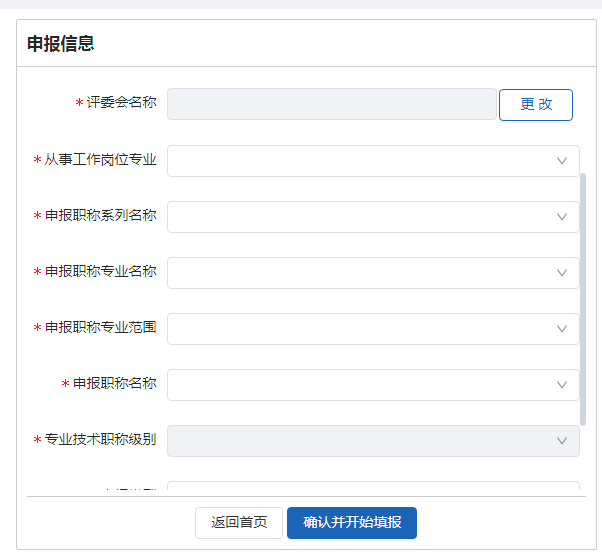 申报信息
* 评委会名称
更 改
* 从事工作岗位专业
* 申报职称系列名称
* 申报职称专业名称
* 申报职称专业范围
* 申报职称名称
* 专业技术职称级别
返回首页 确认并开始填报